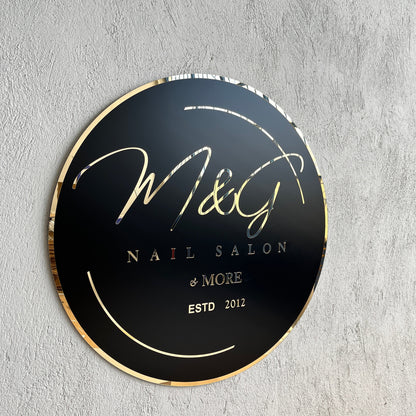 M&G
NAIL SALON
& MORE
ESTD 2012